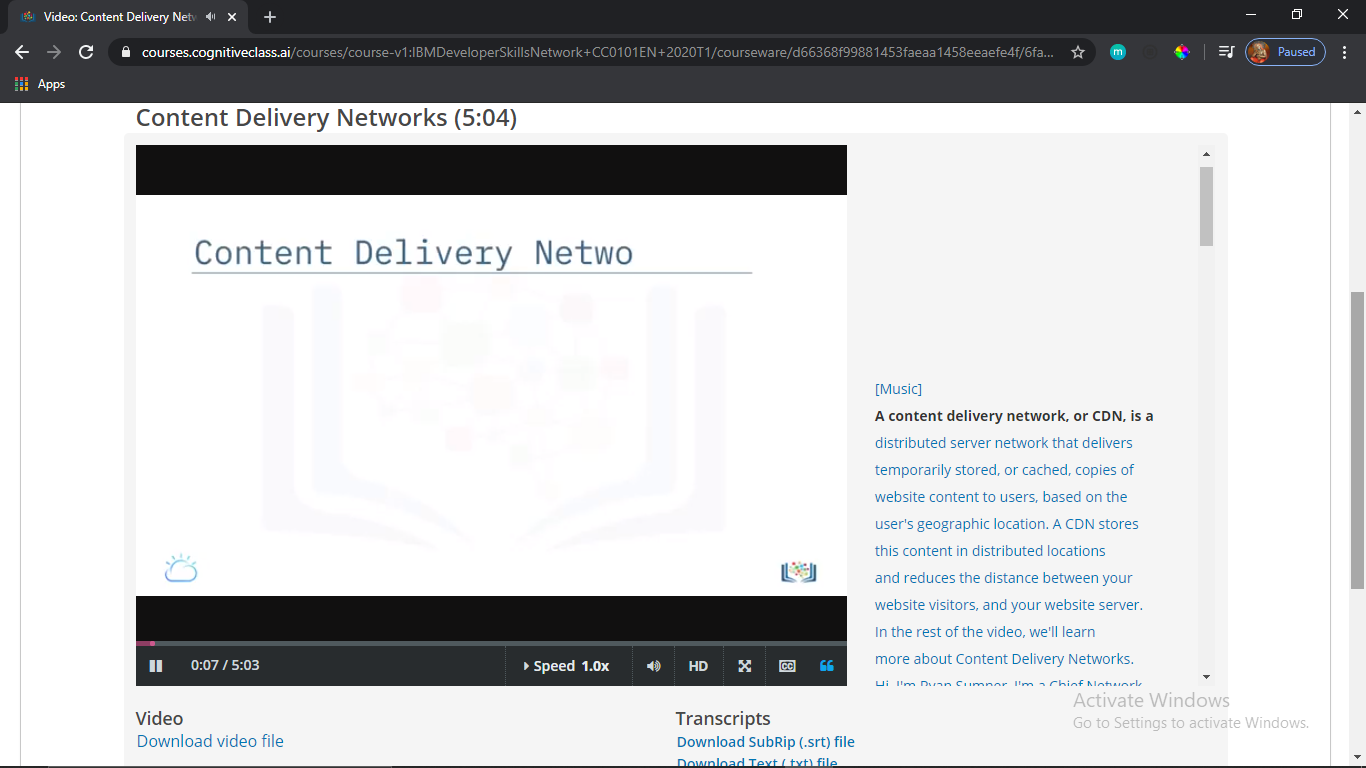 Video: Content Delivery Netw
courses.cognitiveclass.ai/courses/course-v1:IBMDeveloperSkillsNetwork+CC0101EN+2020T1/courseware/d66368f99881453faeaa1458eeaefe4f/6fa...
m
Paused
Apps
Content Delivery Networks (5:04)
Content Delivery Netwo
[Music]
A content delivery network, or CDN, is a
distributed server network that delivers
temporarily stored, or cached, copies of
website content to users, based on the
user's geographic location. A CDN stores
this content in distributed locations
and reduces the distance between your
website visitors, and your website server.
In the rest of the video, we'll learn
more about Content Delivery Networks.
Hi, I'm Ryan Sumner. I'm a Chief Network
0:07 / 5:03
Speed 1.0x
HD
CC
Activate Windows
Go to Settings to activate Windows.
Video
Download video file
Transcripts
Download SubRip (.srt) file
Download Text (.txt) file